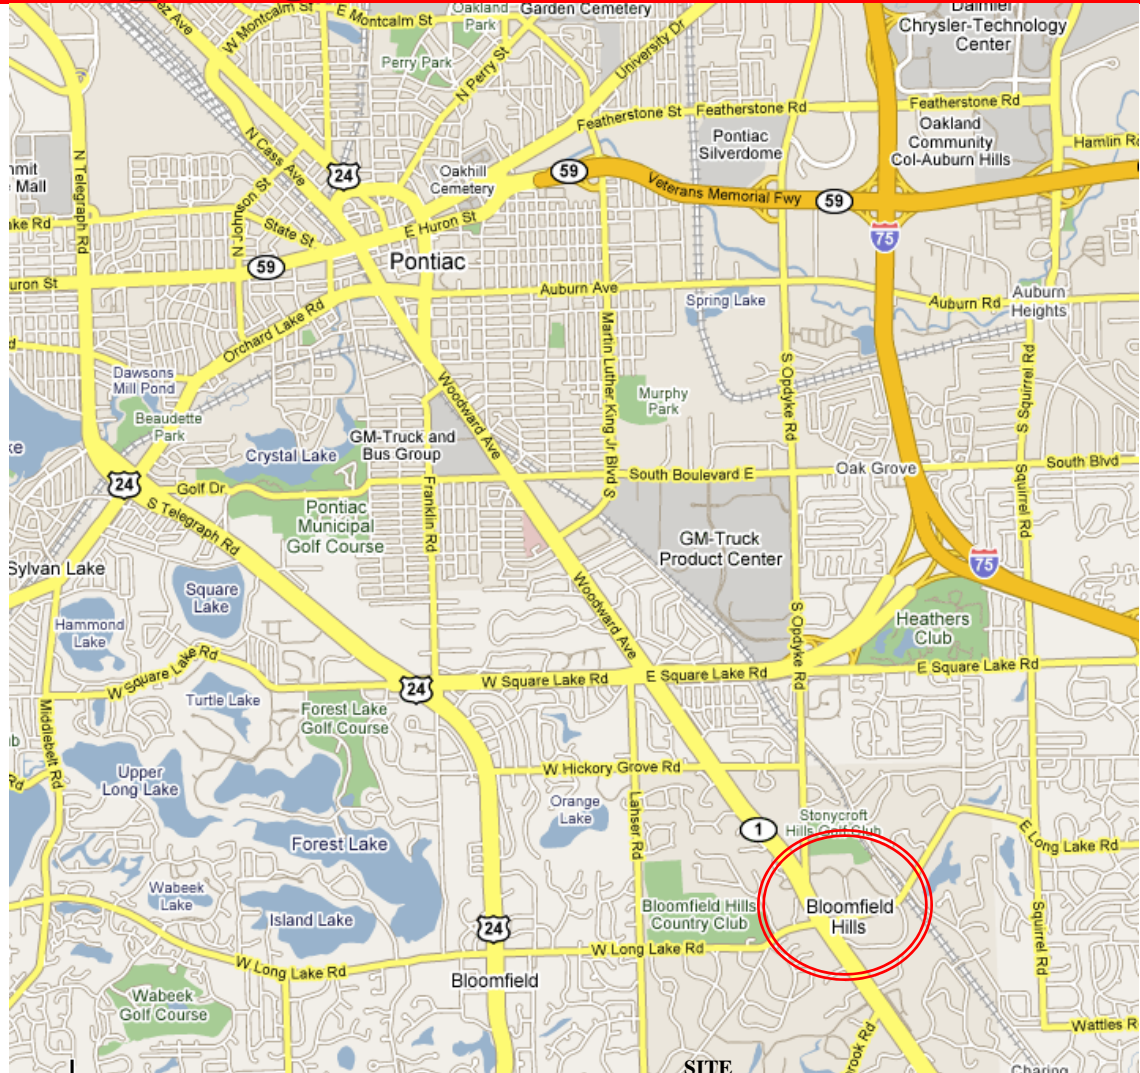 W Montcalm St
E Montcalm St
Oakland
Park
Garden Cemetery
Daimler
Chrysler-Technology
Center
Perry Park
N Perry St
University Dr
Featherstone St
Featherstone Rd
Featherstone Rd
N Telegraph Rd
N Cass Ave
24
Oakhill
Cemetery
59
Pontiac
Silverdome
Oakland
Community
Col-Auburn Hills
Mall
N Johnson St
State St
E Huron St
Veterans Memorial Fwy
59
75
59
Pontiac
Auburn Ave
Spring Lake
Auburn Rd
Auburn
Heights
Orchard Lake Rd
Martin Luther King Jr Blvd S
S Opdyke Rd
S Squirrel Rd
Dawsons
Mill Pond
Beaudette
Park
Woodward Ave
Murphy
Park
Crystal Lake
GM-Truck and
Bus Group
South Boulevard E
Oak Grove
South Blvd
24
Golf Dr
Pontiac
Municipal
Golf Course
Franklin Rd
S Telegraph Rd
GM-Truck
Product Center
Squirrel Rd
75
Sylvan Lake
Square
Lake
Woodward Ave
S Opdyke Rd
Heathers
Club
Hammond
Lake
W Square Lake Rd
24
W Square Lake Rd
E Square Lake Rd
E Square Lake Rd
Turtle Lake
Forest Lake
Golf Course
Middlebelt Rd
Upper
Long Lake
W Hickory Grove Rd
Orange
Lake
Lahser Rd
1
Stonycroft
Hills Golf Club
E Long Lake Rd
Forest Lake
Wabeek
Lake
Island Lake
24
Bloomfield Hills
Country Club
Bloomfield
Hills
Squirrel Rd
W Long Lake Rd
W Long Lake Rd
Bloomfield
Wabeek
Golf Course
Wattles
SITE